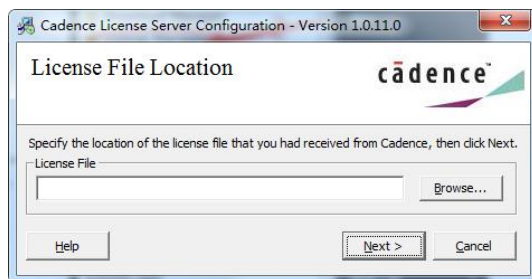 Cadence License Server Configuration - Version 1.0.11.0
License File Location
cādence™
Specify the location of the license file that you had received from Cadence, then click Next.
License File
Browse...
Help
Next >
Cancel